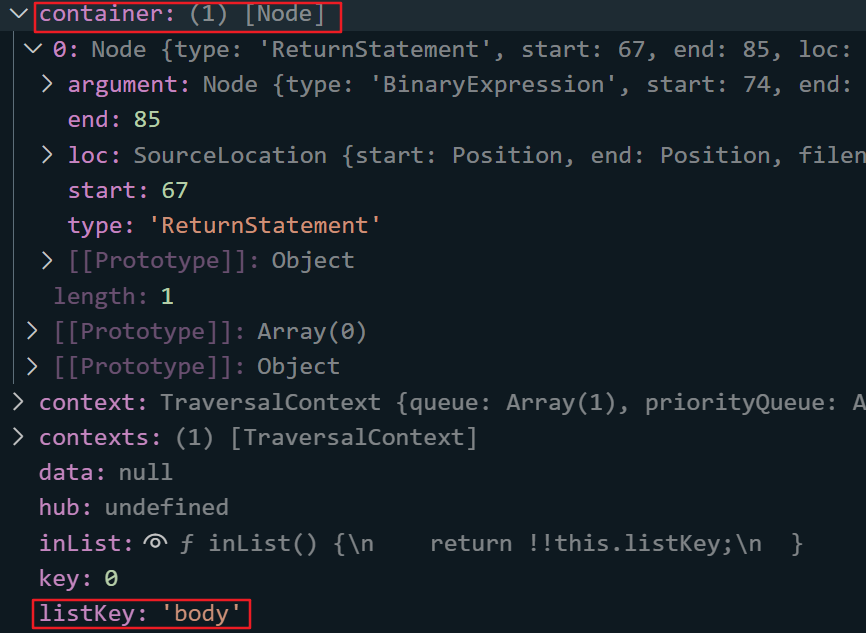 container: (1) [Node]
0: Node {type: 'ReturnStatement', start: 67, end: 85, loc:
argument: Node {type: 'BinaryExpression', start: 74, end:
end: 85
loc: SourceLocation {start: Position, end: Position, filen
start: 67
type: 'ReturnStatement'
[[Prototype]]: Object
length: 1
[[Prototype]]: Array(0)
[[Prototype]]: Object
context: TraversalContext {queue: Array(1), priorityQueue: A
contexts: (1) [TraversalContext]
data: null
hub: undefined
inList: ƒ inList() {\n    return !!this.listKey;\n  }
key: 0
listKey: 'body'